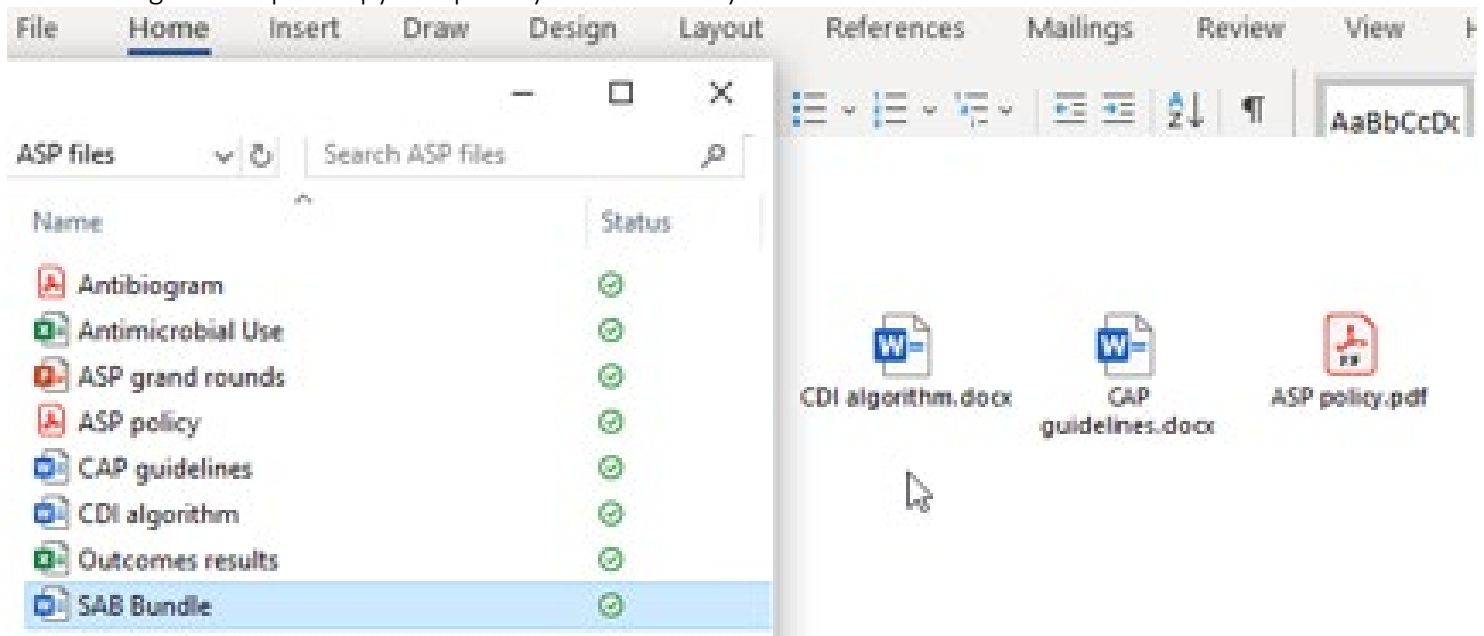 File Home Insert Draw Design Layout References Mailings Review View
AaBbCcDc
ASP files Search ASP files
Name Status
Antibiogram
Antimicrobial Use
ASP grand rounds
ASP policy
CAP guidelines
CDI algorithm
Outcomes results
SAB Bundle
CDI algorithm.docx
CAP
guidelines.docx
ASP policy.pdf